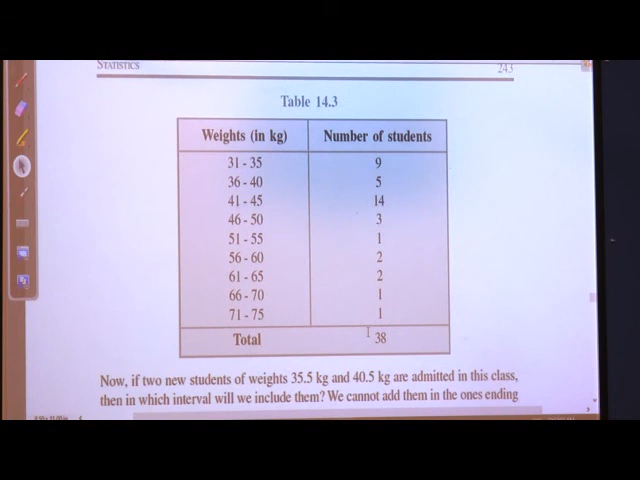 STATISTICS 243
Table 14.3
Weights (in kg) Number of students
31 - 35 9
36 - 40 5
41 - 45 14
46 - 50 3
51 - 55 1
56 - 60 2
61 - 65 2
66 - 70 1
71 - 75 1
Total 38
Now, if two new students of weights 35.5 kg and 40.5 kg are admitted in this class,
then in which interval will we include them? We cannot add them in the ones ending